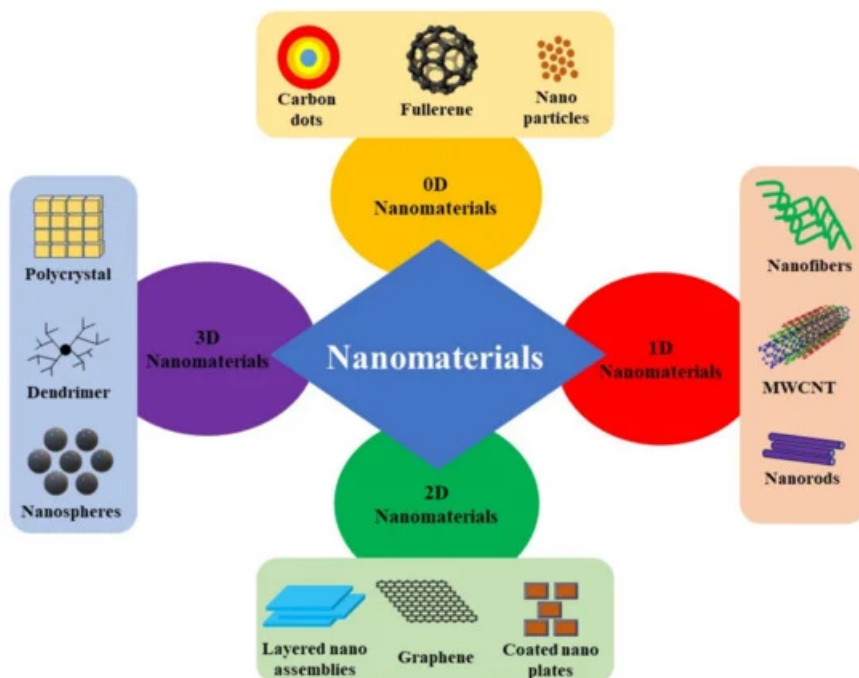 Carbon
dots
Fullerene
Nano
particles
0D
Nanomaterials
Polycrystal
Dendrimer
Nanospheres
3D
Nanomaterials
Nanomaterials
1D
Nanomaterials
Nanofibers
MWCNT
Nanorods
2D
Nanomaterials
Layered nano
assemblies
Graphene
Coated nano
plates